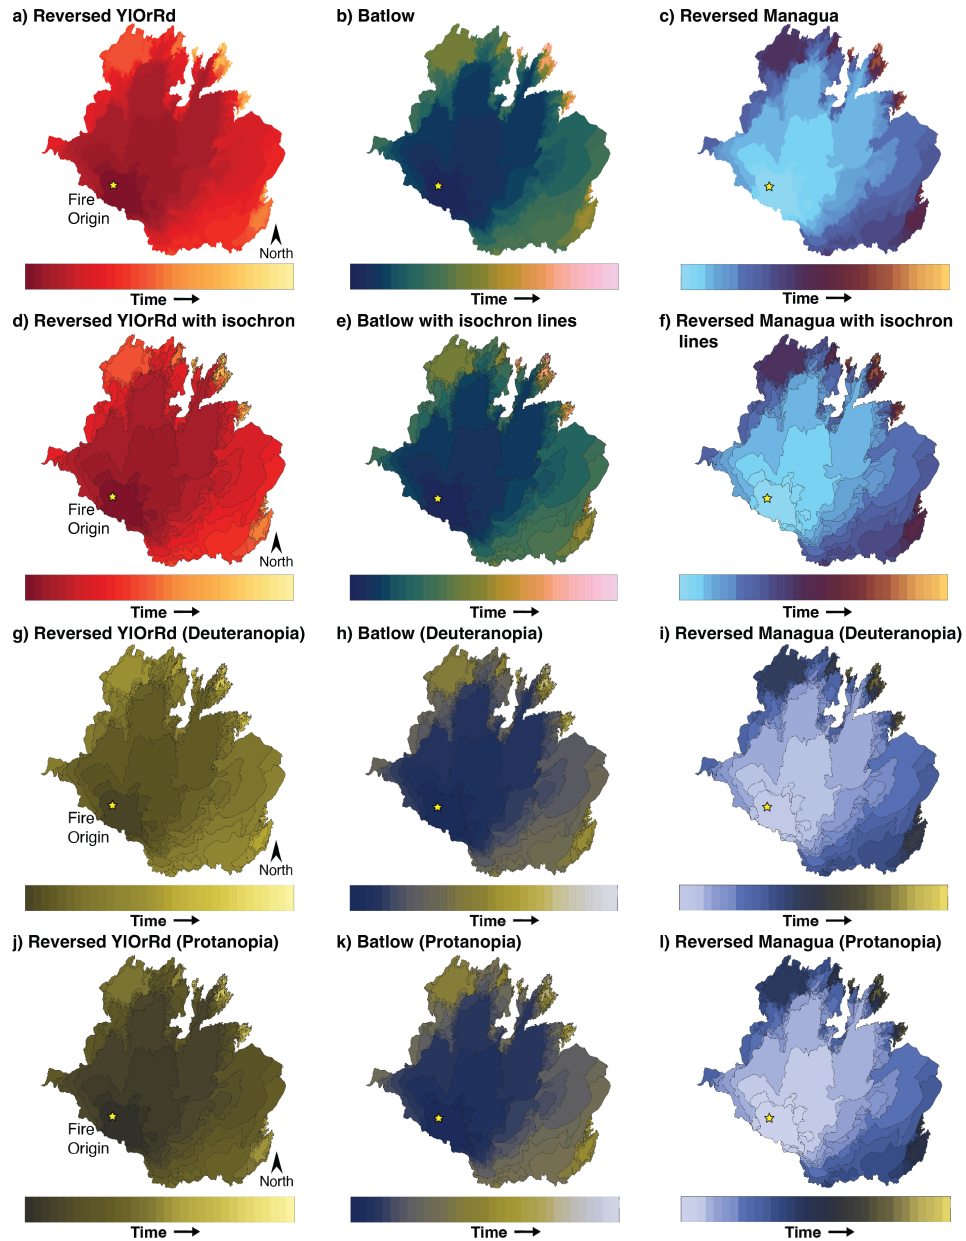 a) Reversed YlOrRd
b) Batlow
c) Reversed Managua
Fire
Origin
North
Time
Time
Time
d) Reversed YlOrRd with isochron
e) Batlow with isochron lines
f) Reversed Managua with isochron
lines
Fire
Origin
North
Time
Time
Time
g) Reversed YlOrRd (Deuteranopia)
h) Batlow (Deuteranopia)
i) Reversed Managua (Deuteranopia)
Fire
Origin
North
Time
Time
Time
j) Reversed YlOrRd (Protanopia)
k) Batlow (Protanopia)
l) Reversed Managua (Protanopia)
Fire
Origin
North
Time
Time
Time